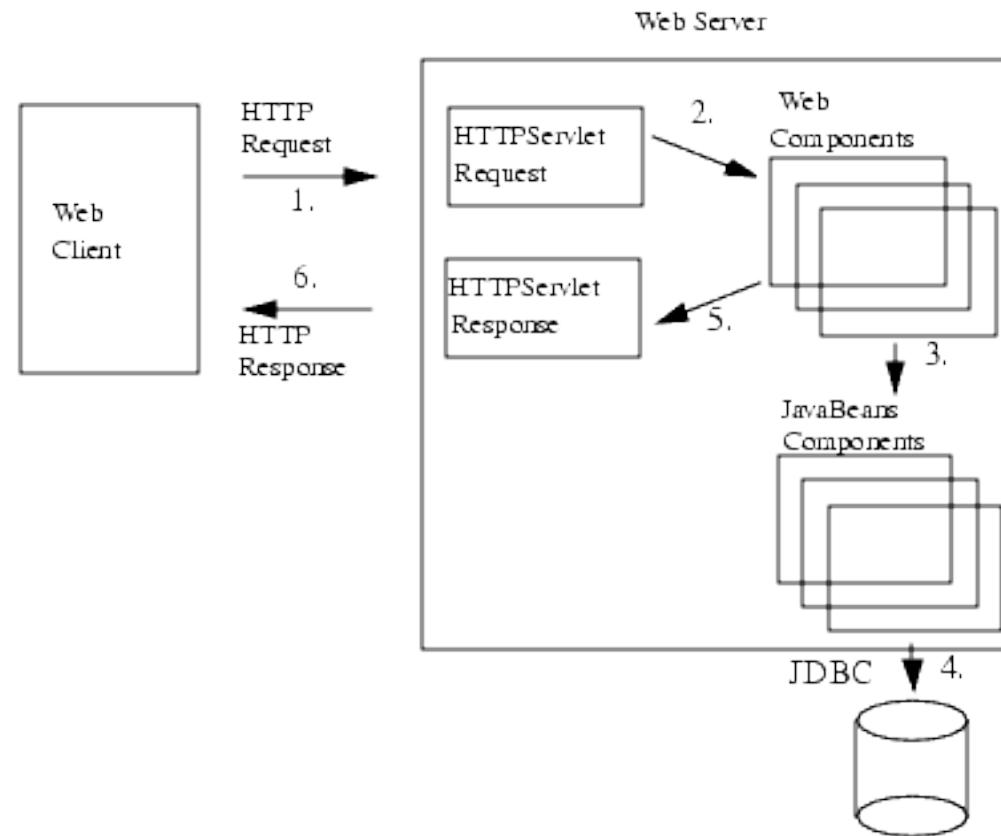 Web Server
Web
Client
HTTP
Request
1.
6.
HTTP
Response
HTTPServlet
Request
2.
Web
Components
HTTPServlet
Response
5.
3.
JavaBeans
Components
JDBC
4.